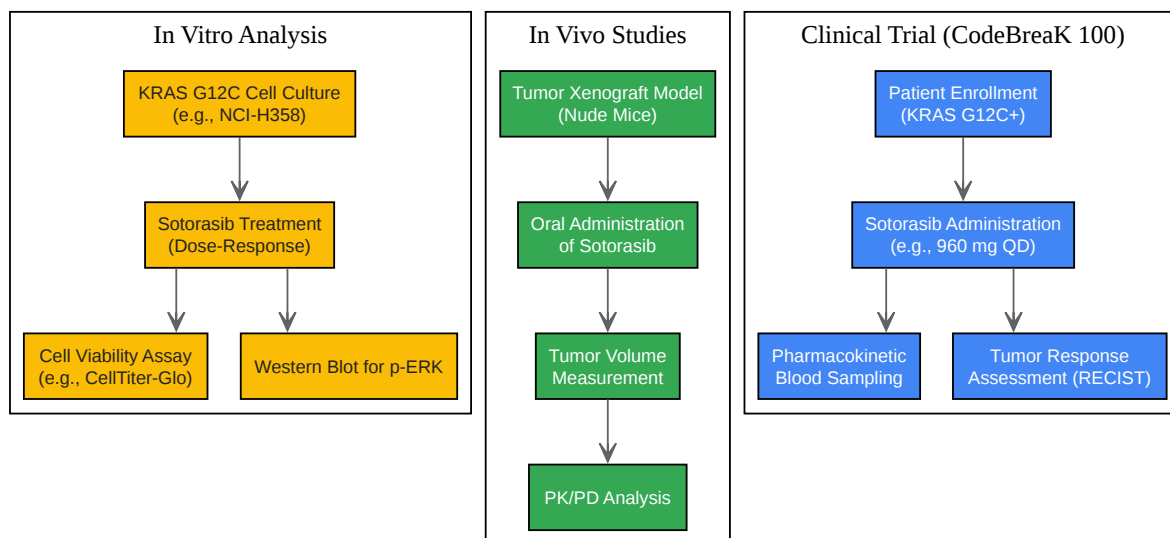 In Vitro Analysis
KRAS G12C Cell Culture
(e.g., NCI-H358)
Sotorasib Treatment
(Dose-Response)
Cell Viability Assay
(e.g., CellTiter-Glo)
Western Blot for p-ERK
In Vivo Studies
Tumor Xenograft Model
(Nude Mice)
Oral Administration
of Sotorasib
Tumor Volume
Measurement
PK/PD Analysis
Clinical Trial (CodeBreaK 100)
Patient Enrollment
(KRAS G12C+)
Sotorasib Administration
(e.g., 960 mg QD)
Pharmacokinetic
Blood Sampling
Tumor Response
Assessment (RECIST)